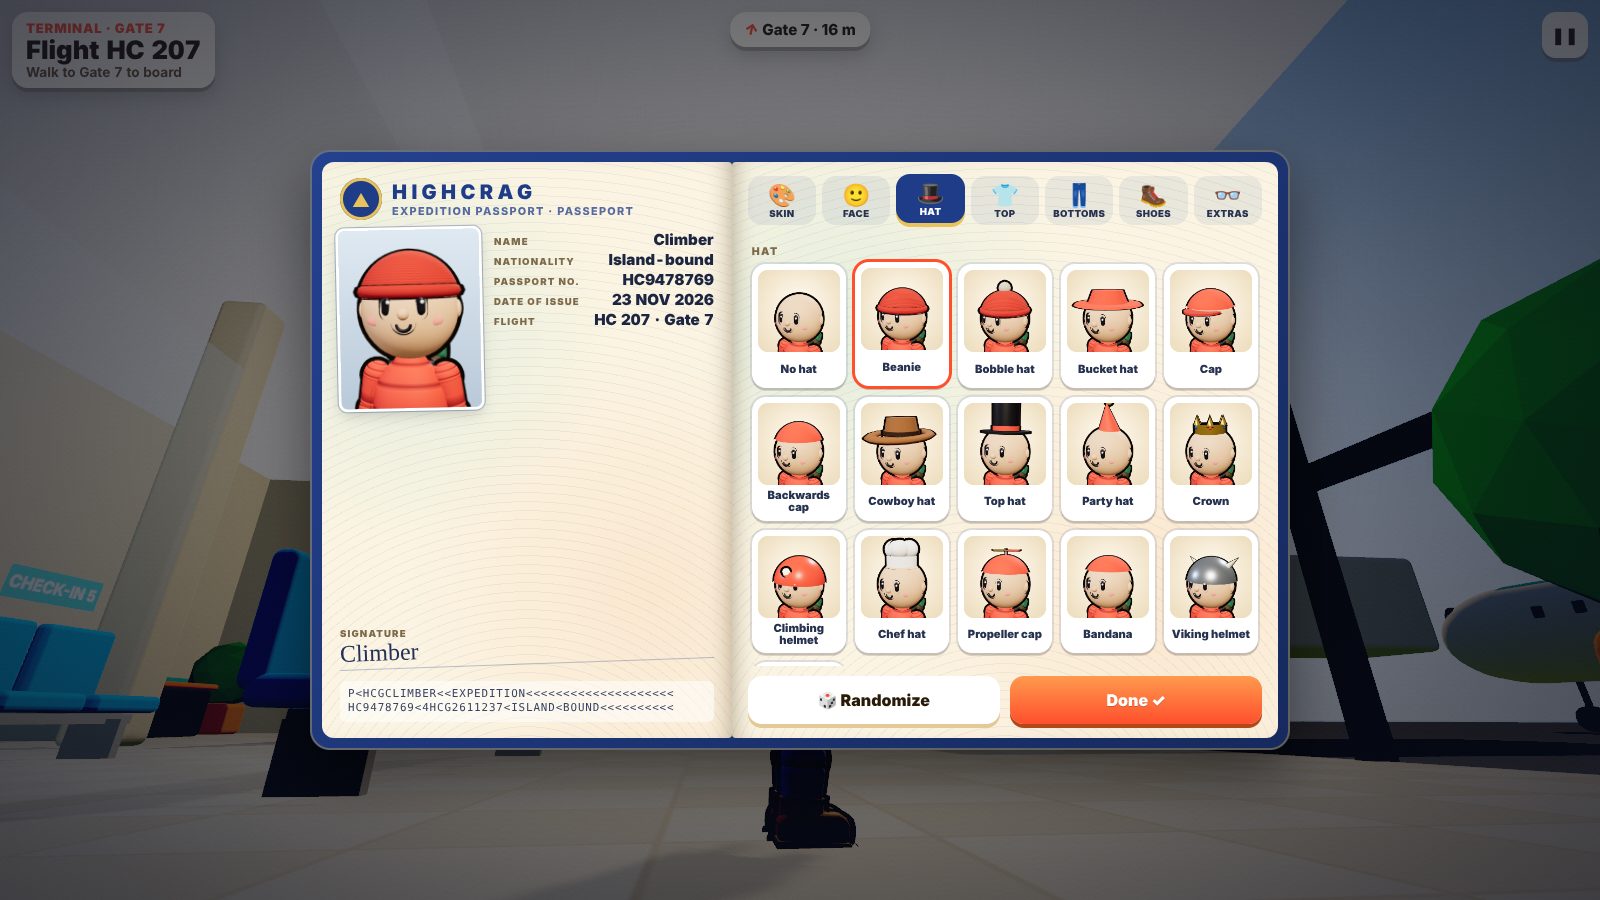 TERMINAL · GATE 7
Flight HC 207
Walk to Gate 7 to board
Gate 7 · 16 m
HIGHCRAG
EXPEDITION PASSPORT · PASSEPORT
NAME Climber
NATIONALITY Island-bound
PASSPORT NO. HC9478769
DATE OF ISSUE 23 NOV 2026
FLIGHT HC 207 · Gate 7
SIGNATURE
Climber
P<HCGCLIMBER<<EXPEDITION<<<<<<<<<<<<<<<<<<<<
HC9478769<4HCG2611237<ISLAND<BOUND<<<<<<<<<<
SKIN FACE HAT TOP BOTTOMS SHOES EXTRAS
HAT
No hat Beanie Bobble hat Bucket hat Cap
Backwards cap Cowboy hat Top hat Party hat Crown
Climbing helmet Chef hat Propeller cap Bandana Viking helmet
Randomize Done
CHECK-IN 5